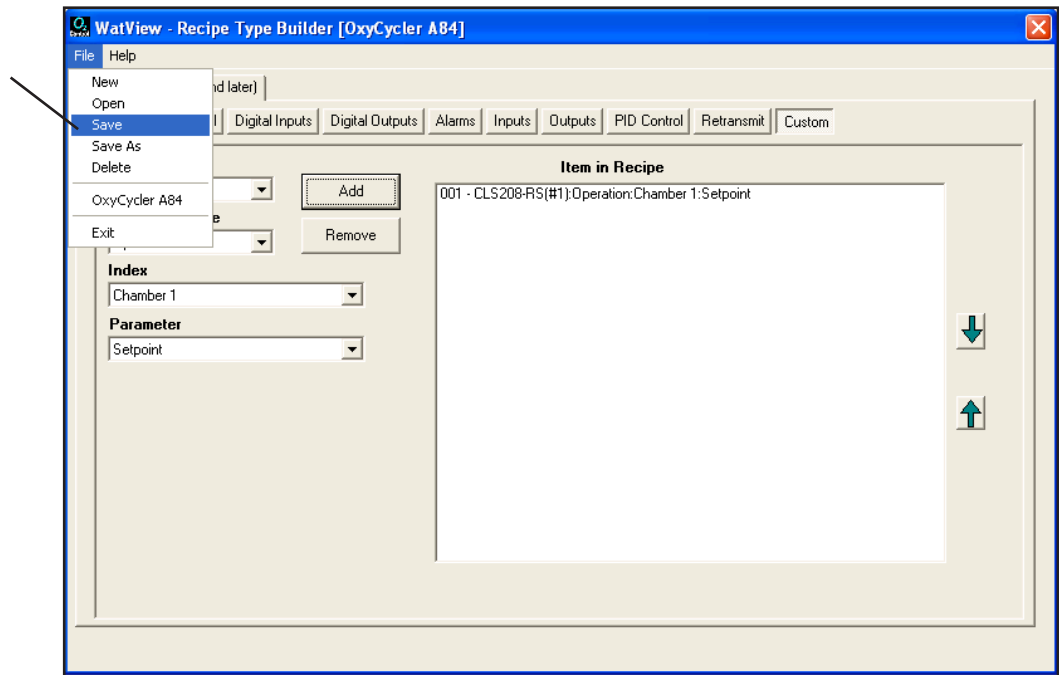 WatView - Recipe Type Builder [OxyCycler A84]
File Help
New
Open
Save
Save As
Delete
OxyCycler A84
Exit
nd later)
Digital Inputs Digital Outputs Alarms Inputs Outputs PID Control Retransmit Custom
Item in Recipe
Add
001 - CLS208-RS(#1):Operation:Chamber 1:Setpoint
Remove
Index
Chamber 1
Parameter
Setpoint